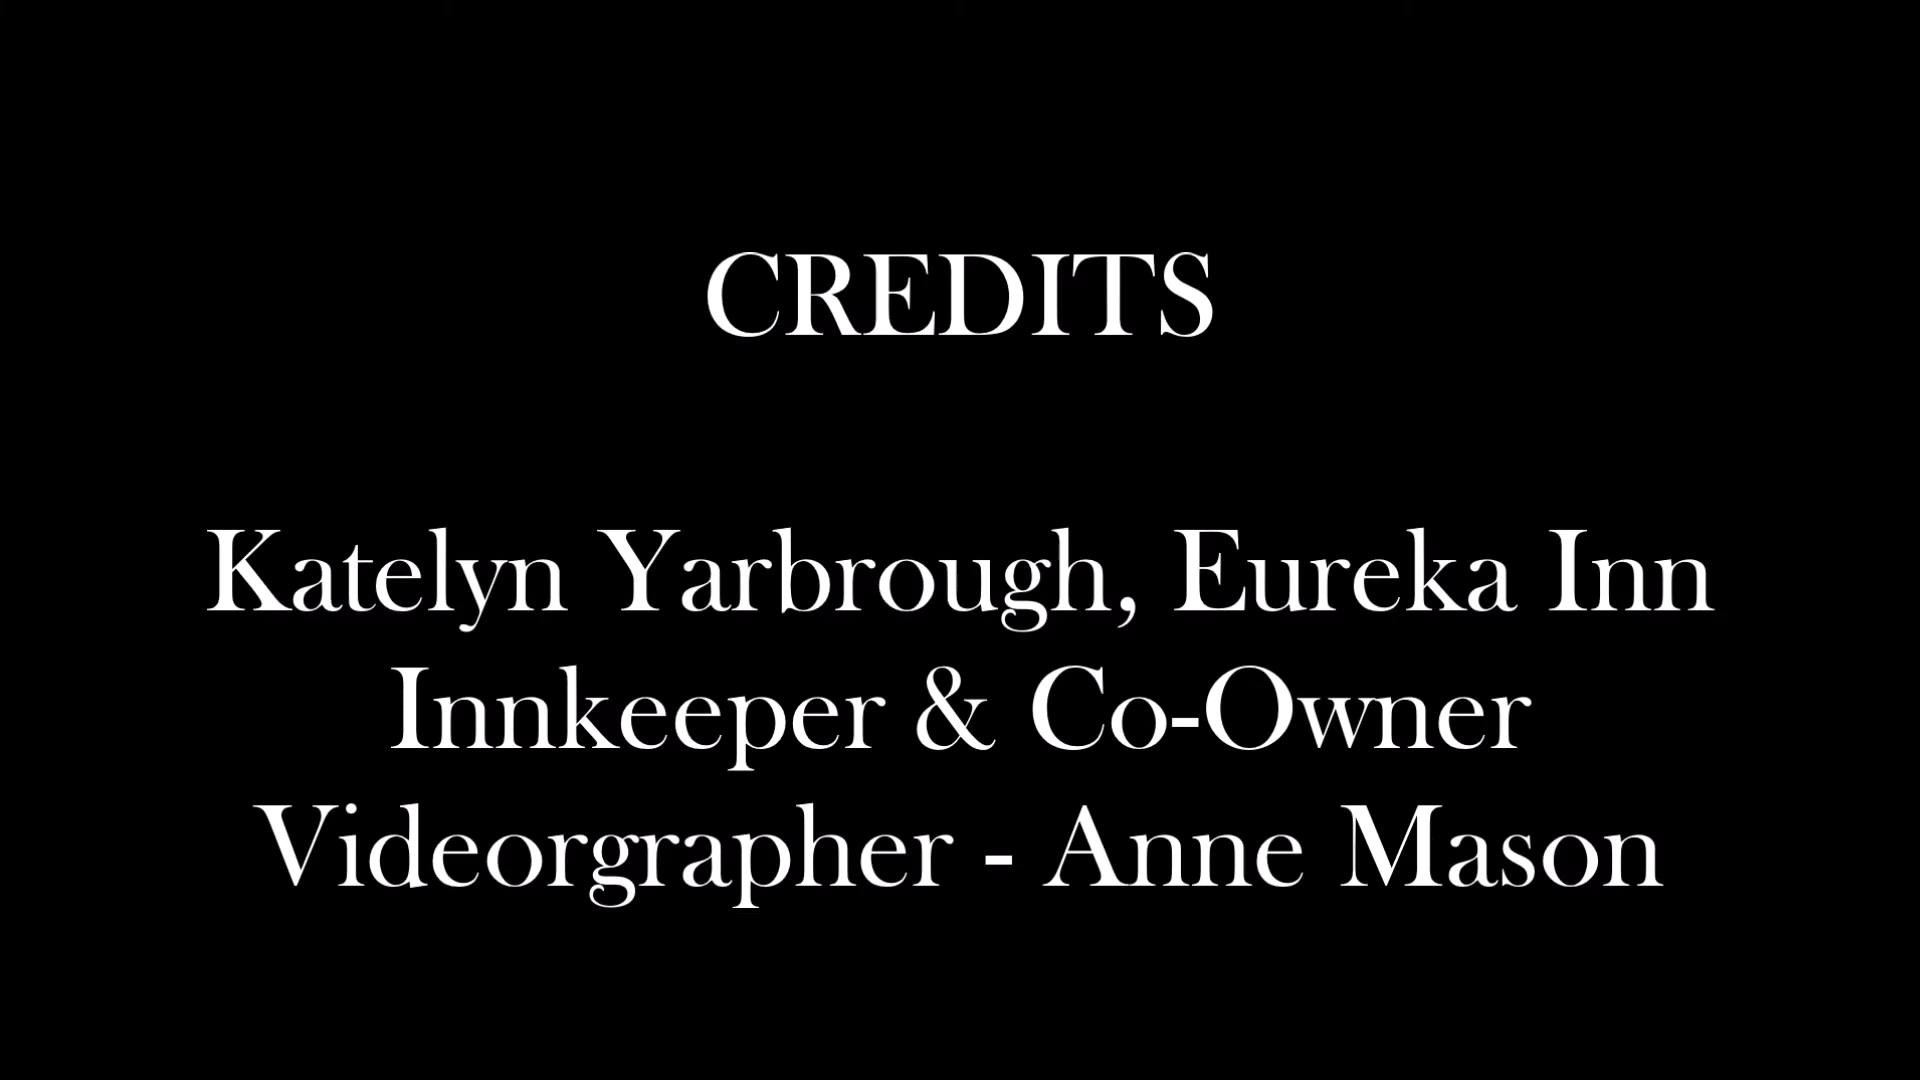 CREDITS
Katelyn Yarbrough, Eureka Inn
Innkeeper & Co-Owner
Videorgrapher - Anne Mason